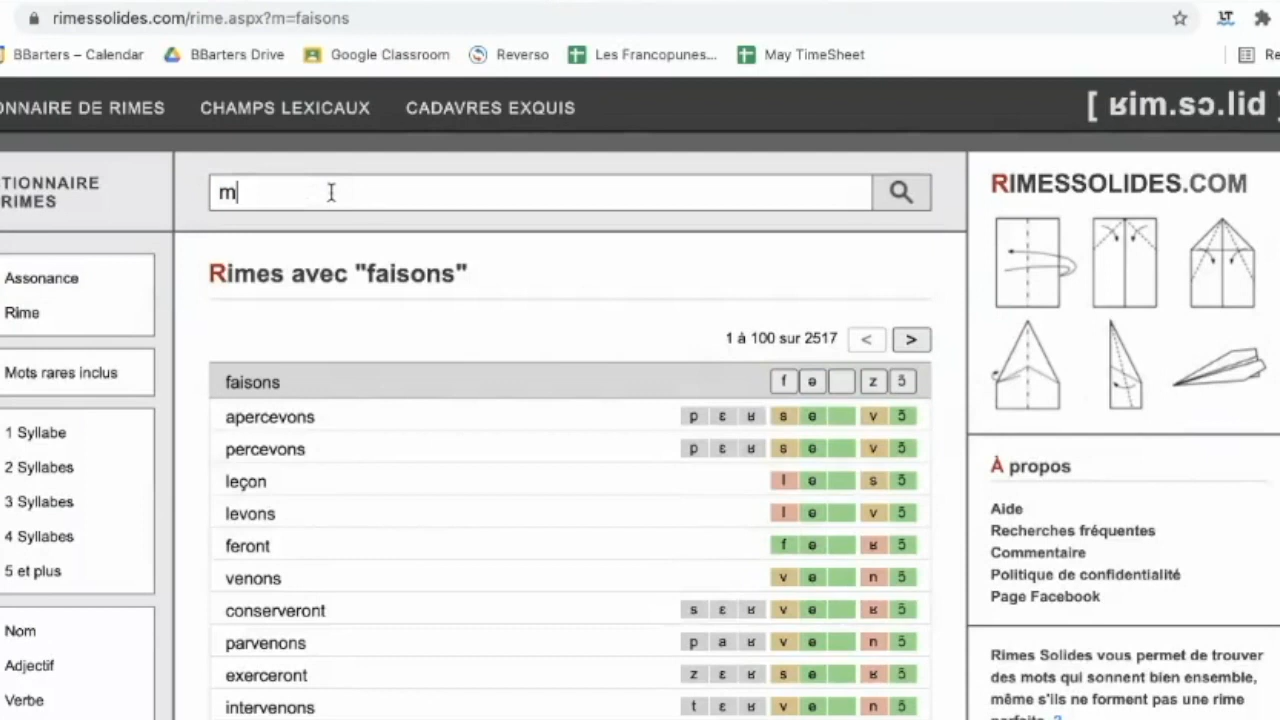 rimessolides.com/rime.aspx?m=faisons
BBarters – Calendar BBarters Drive Google Classroom Reverso Les Francopunes... May TimeSheet Re
ONNAIRE DE RIMES CHAMPS LEXICAUX CADAVRES EXQUIS [ ʁim.sɔ.lid ]
TIONNAIRE
RIMES
m
RIMESSOLIDES.COM
Assonance
Rime
Mots rares inclus
1 Syllabe
2 Syllabes
3 Syllabes
4 Syllabes
5 et plus
Nom
Adjectif
Verbe
Rimes avec "faisons"
1 à 100 sur 2517 < >
faisons f ə z ɔ̃
apercevons p ɛ ʁ s ə v ɔ̃
percevons p ɛ ʁ s ə v ɔ̃
leçon l ə s ɔ̃
levons l ə v ɔ̃
feront f ə ʁ ɔ̃
venons v ə n ɔ̃
conserveront s ɛ ʁ v ə ʁ ɔ̃
parvenons p a ʁ v ə n ɔ̃
exerceront z ɛ ʁ s ə ʁ ɔ̃
intervenons t ɛ ʁ v ə n ɔ̃
À propos
Aide
Recherches fréquentes
Commentaire
Politique de confidentialité
Page Facebook
Rimes Solides vous permet de trouver
des mots qui sonnent bien ensemble,
même s'ils ne forment pas une rime
parfaite. ?